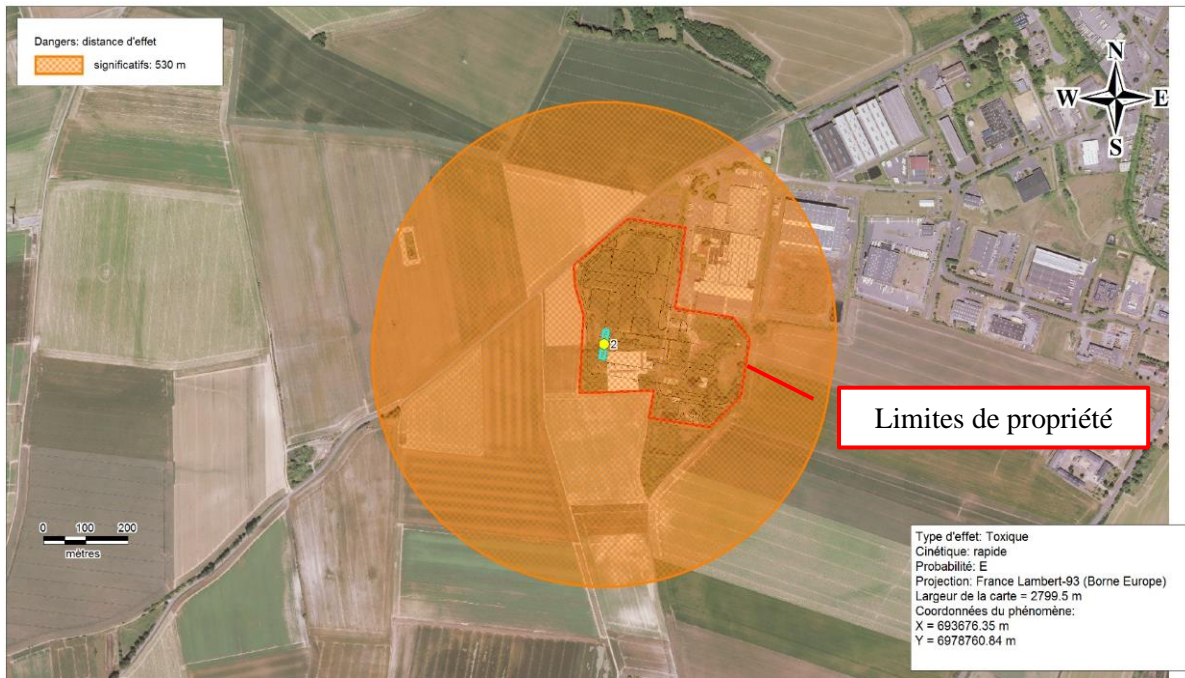 Dangers: distance d'effet
significatifs: 530 m
N
W E
S
2
Limites de propriété
0 100 200
mètres
Type d'effet: Toxique
Cinétique: rapide
Probabilité: E
Projection: France Lambert-93 (Borne Europe)
Largeur de la carte = 2799.5 m
Coordonnées du phénomène:
X = 693676.35 m
Y = 6978760.84 m